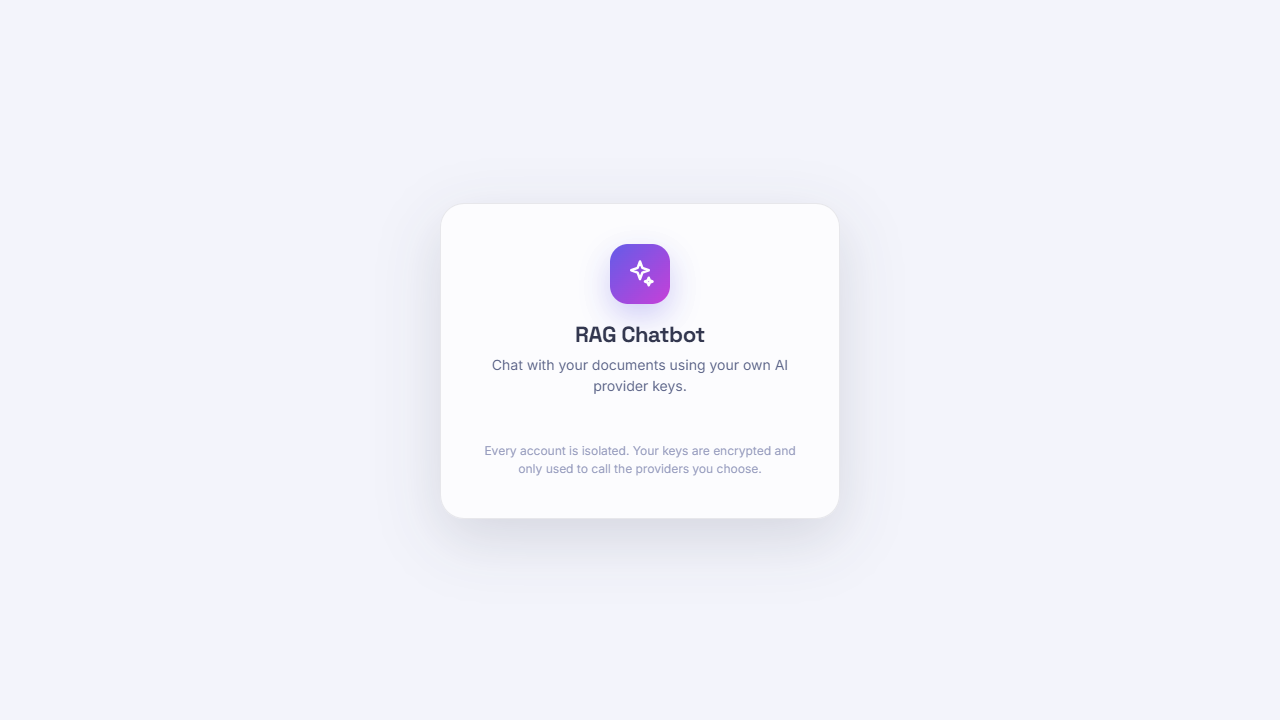 RAG Chatbot
Chat with your documents using your own AI
provider keys.
Every account is isolated. Your keys are encrypted and
only used to call the providers you choose.